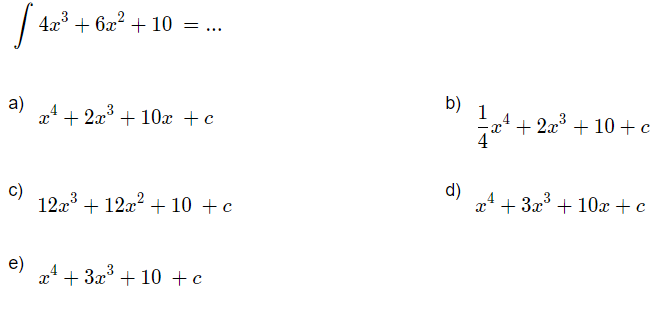 ∫ 4x³ + 6x² + 10 = ...
a) x⁴ + 2x³ + 10x + c
b) 1/4 x⁴ + 2x³ + 10 + c
c) 12x³ + 12x² + 10 + c
d) x⁴ + 3x³ + 10x + c
e) x⁴ + 3x³ + 10 + c